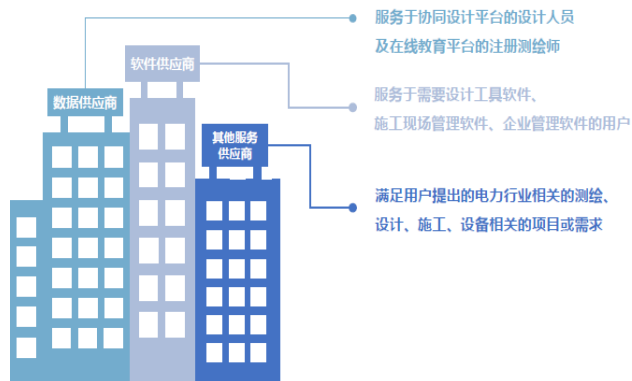 服务于协同设计平台的设计人员
及在线教育平台的注册测绘师
软件供应商
数据供应商
服务于需要设计工具软件、
施工现场管理软件、企业管理软件的用户
其他服务
供应商
满足用户提出的电力行业相关的测绘、
设计、施工、设备相关的项目或需求